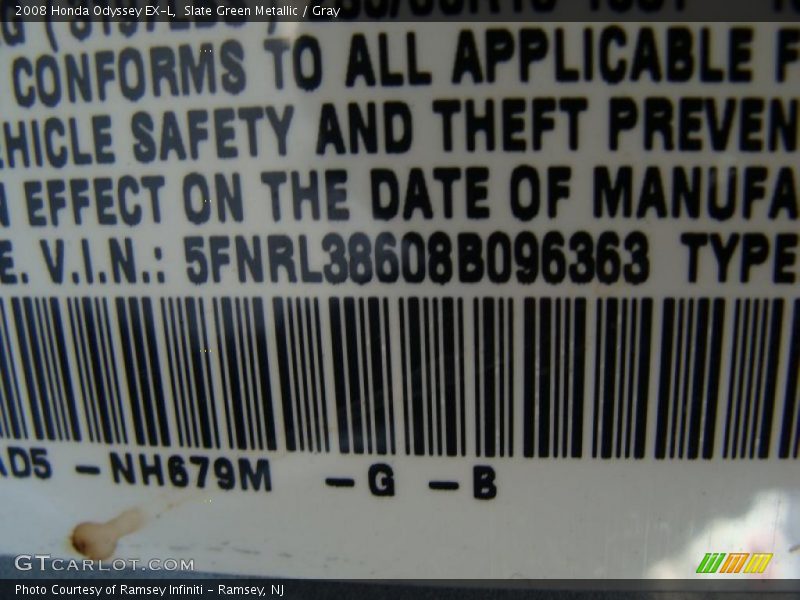 2008 Honda Odyssey EX-L, Slate Green Metallic / Gray
CONFORMS TO ALL APPLICABLE F
EHICLE SAFETY AND THEFT PREVEN
N EFFECT ON THE DATE OF MANUFA
E. V.I.N.: 5FNRL38608B096363 TYPE
AD5 -NH679M -G -B
GTCARLOT.COM
Photo Courtesy of Ramsey Infiniti - Ramsey, NJ